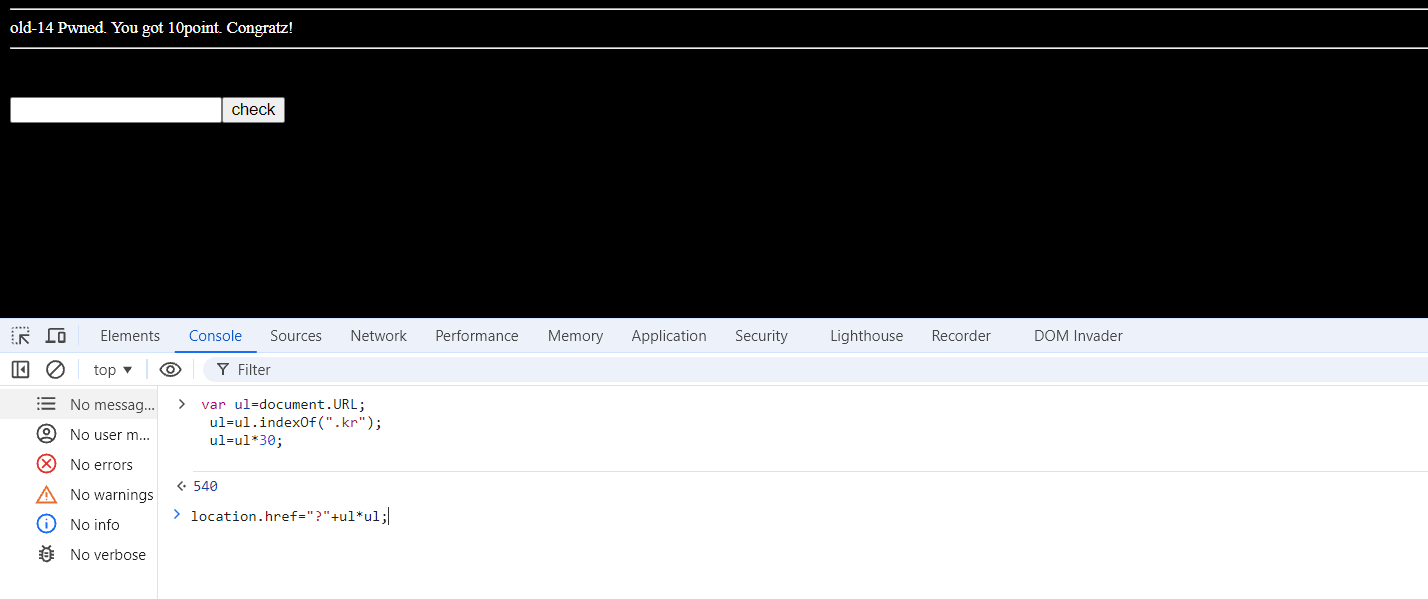 old-14 Pwned. You got 10point. Congratz!
check
Elements Console Sources Network Performance Memory Application Security Lighthouse Recorder DOM Invader
top ▼ Filter
No messag...
No user m...
No errors
No warnings
No info
No verbose
> var ul=document.URL;
ul=ul.indexOf(".kr");
ul=ul*30;
540
> location.href="?"+ul*ul;